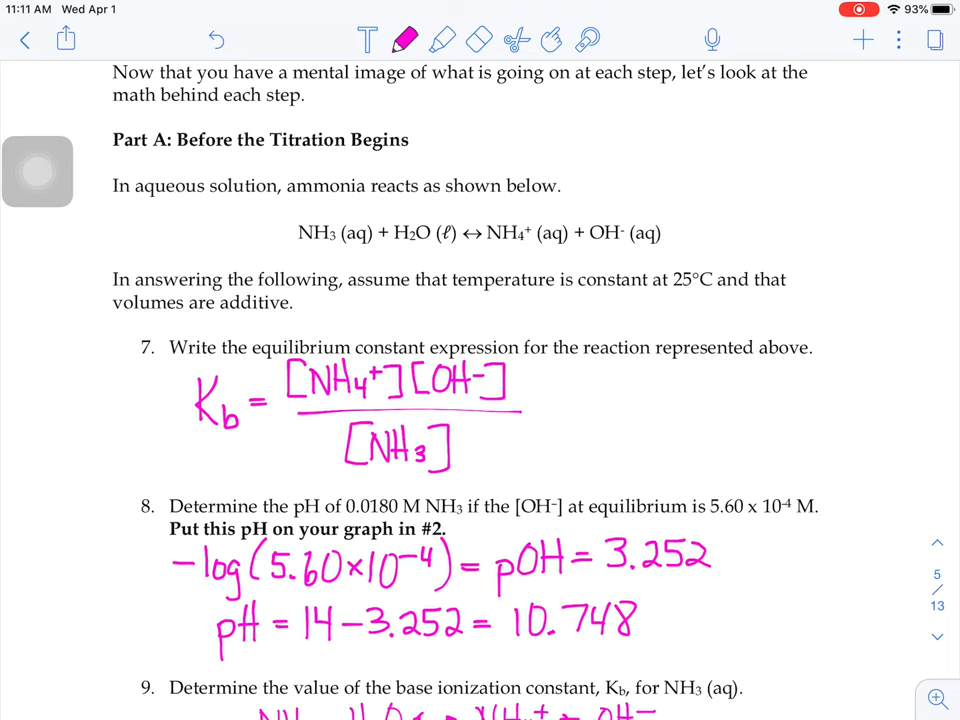 11:11 AM Wed Apr 1
93%
T
Now that you have a mental image of what is going on at each step, let's look at the
math behind each step.
Part A: Before the Titration Begins
In aqueous solution, ammonia reacts as shown below.
NH₃ (aq) + H₂O (ℓ) ↔ NH₄⁺ (aq) + OH⁻ (aq)
In answering the following, assume that temperature is constant at 25°C and that
volumes are additive.
7. Write the equilibrium constant expression for the reaction represented above.
K_b = [NH₄⁺][OH⁻]
[NH₃]
8. Determine the pH of 0.0180 M NH₃ if the [OH⁻] at equilibrium is 5.60 x 10⁻⁴ M.
Put this pH on your graph in #2.
-log(5.60×10⁻⁴) = pOH = 3.252
pH = 14 - 3.252 = 10.748
5
/
13
9. Determine the value of the base ionization constant, K_b, for NH₃ (aq).